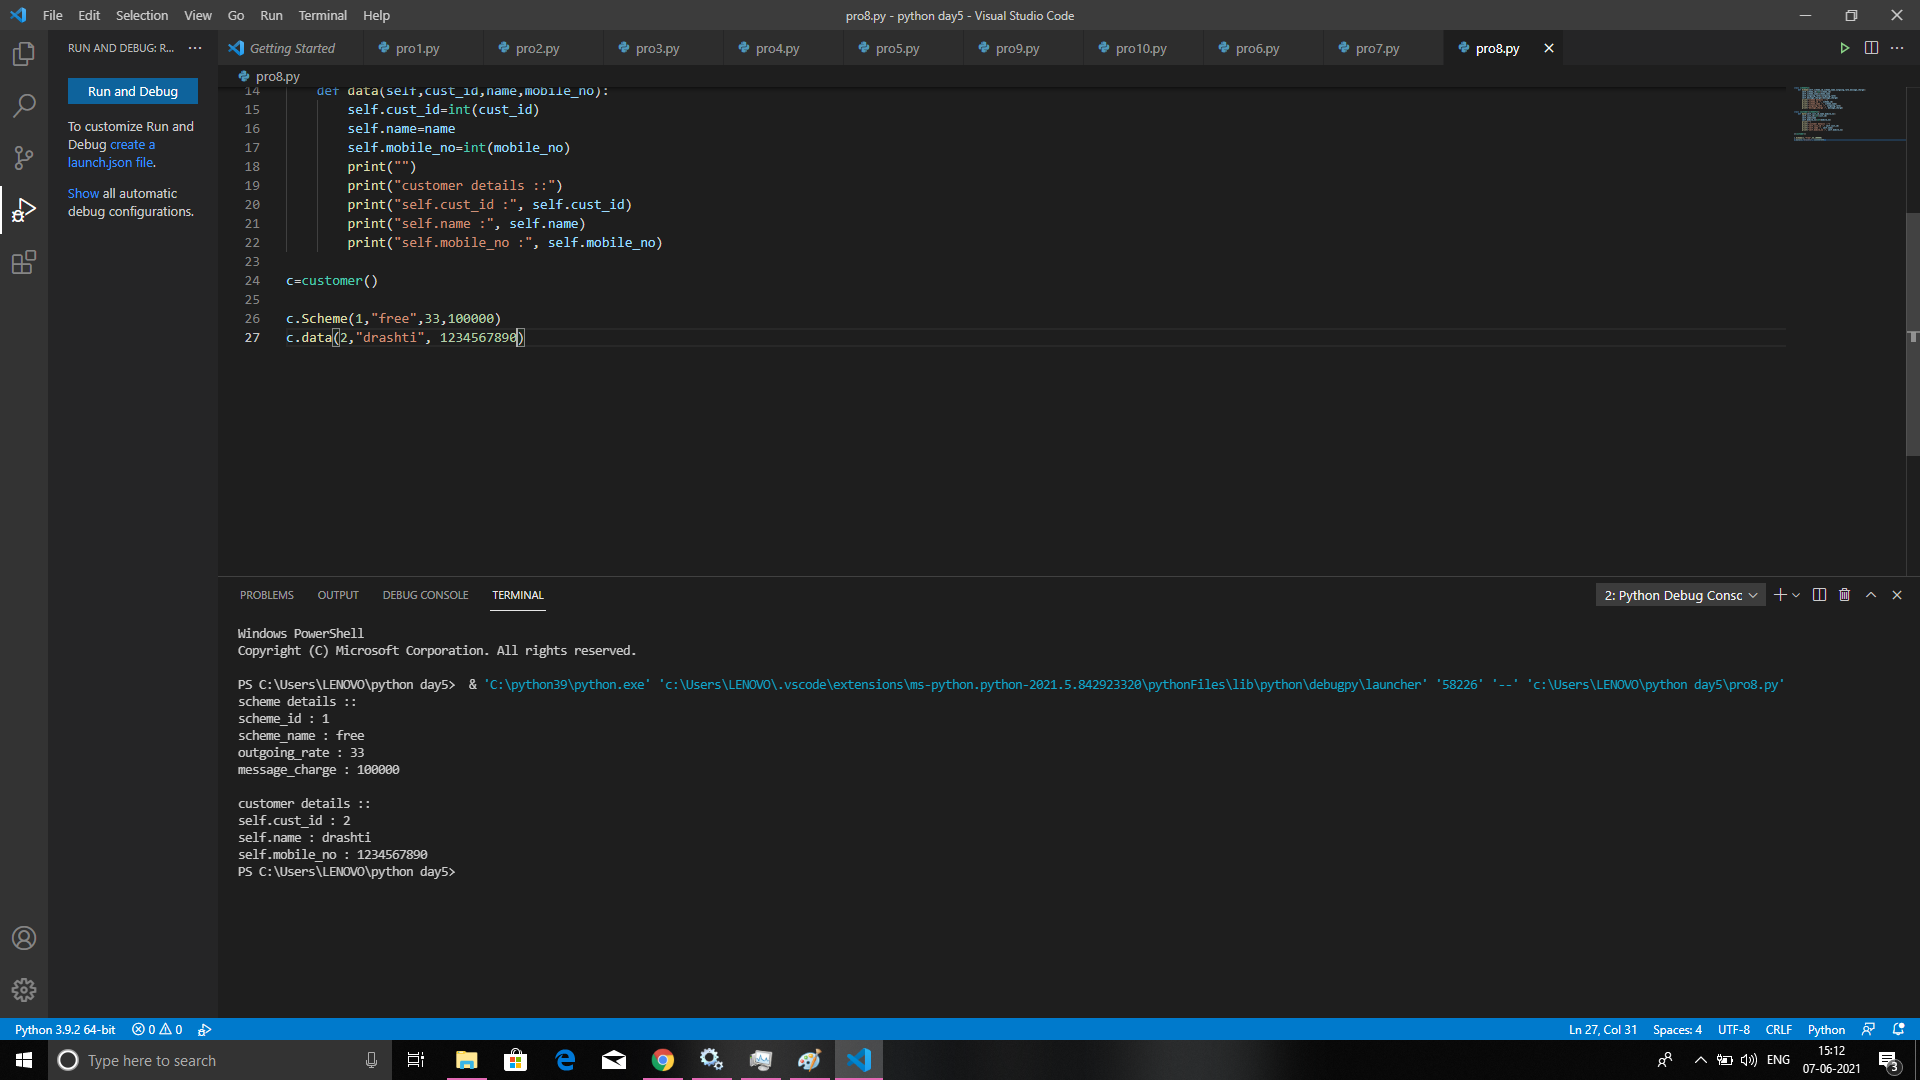 File Edit Selection View Go Run Terminal Help
pro8.py - python day5 - Visual Studio Code
RUN AND DEBUG: R... ···
Getting Started pro1.py pro2.py pro3.py pro4.py pro5.py pro9.py pro10.py pro6.py pro7.py pro8.py
pro8.py
Run and Debug
To customize Run and
Debug create a
launch.json file.
Show all automatic
debug configurations.
14 def data(self,cust_id,name,mobile_no):
15 self.cust_id=int(cust_id)
16 self.name=name
17 self.mobile_no=int(mobile_no)
18 print("")
19 print("customer details ::")
20 print("self.cust_id :", self.cust_id)
21 print("self.name :", self.name)
22 print("self.mobile_no :", self.mobile_no)
23
24 c=customer()
25
26 c.Scheme(1,"free",33,100000)
27 c.data(2,"drashti", 1234567890)
PROBLEMS OUTPUT DEBUG CONSOLE TERMINAL
2: Python Debug Consc
Windows PowerShell
Copyright (C) Microsoft Corporation. All rights reserved.
PS C:\Users\LENOVO\python day5> & 'C:\python39\python.exe' 'c:\Users\LENOVO\.vscode\extensions\ms-python.python-2021.5.842923320\pythonFiles\lib\python\debugpy\launcher' '58226' '--' 'c:\Users\LENOVO\python day5\pro8.py'
scheme details ::
scheme_id : 1
scheme_name : free
outgoing_rate : 33
message_charge : 100000
customer details ::
self.cust_id : 2
self.name : drashti
self.mobile_no : 1234567890
PS C:\Users\LENOVO\python day5>
Python 3.9.2 64-bit 0 0
Ln 27, Col 31 Spaces: 4 UTF-8 CRLF Python
Type here to search
ENG
15:12
07-06-2021
3